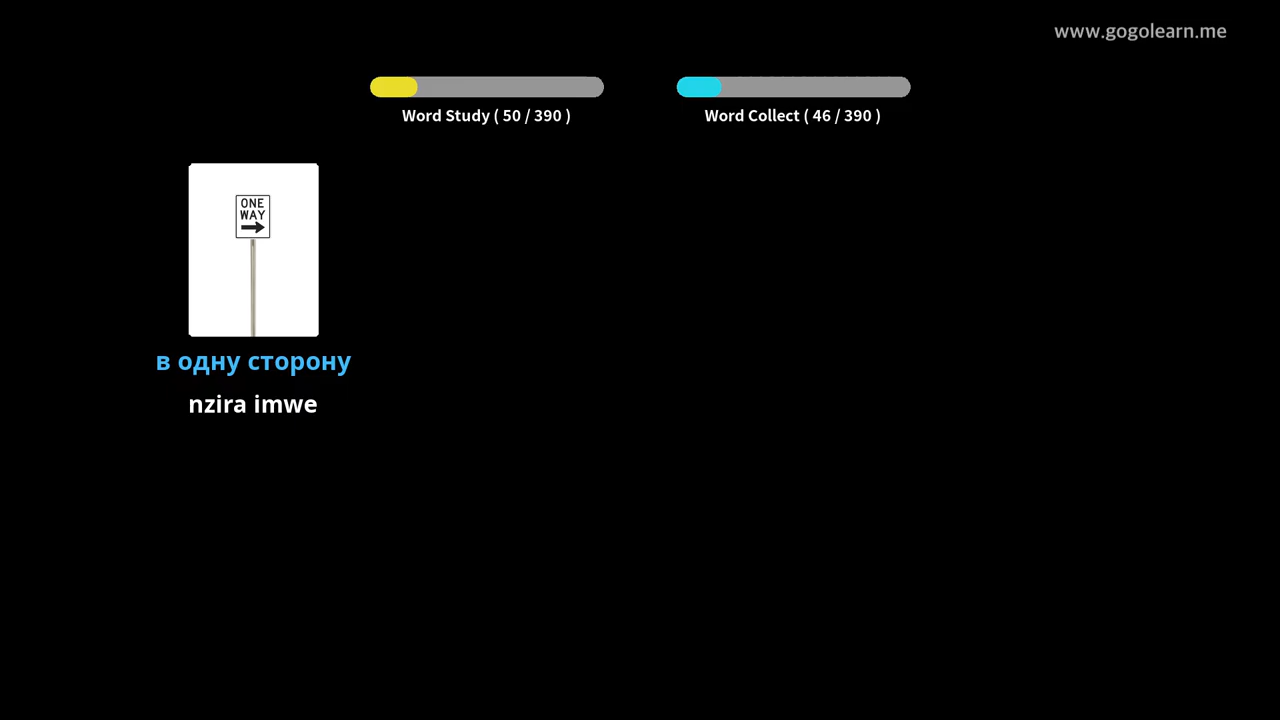 www.gogolearn.me
Word Study ( 50 / 390 )
Word Collect ( 46 / 390 )
ONE
WAY
в одну сторону
nzira imwe